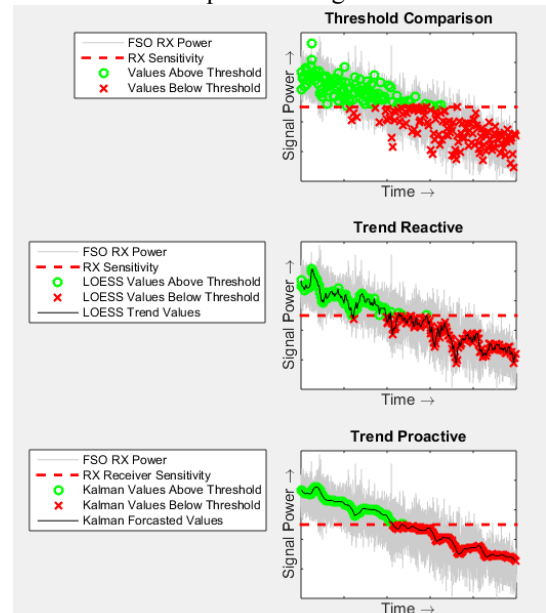 Threshold Comparison
FSO RX Power
RX Sensitivity
Values Above Threshold
Values Below Threshold
Signal Power →
Time →
Trend Reactive
FSO RX Power
RX Sensitivity
LOESS Values Above Threshold
LOESS Values Below Threshold
LOESS Trend Values
Signal Power →
Time →
Trend Proactive
FSO RX Power
RX Receiver Sensitivity
Kalman Values Above Threshold
Kalman Values Below Threshold
Kalman Forcasted Values
Signal Power →
Time →